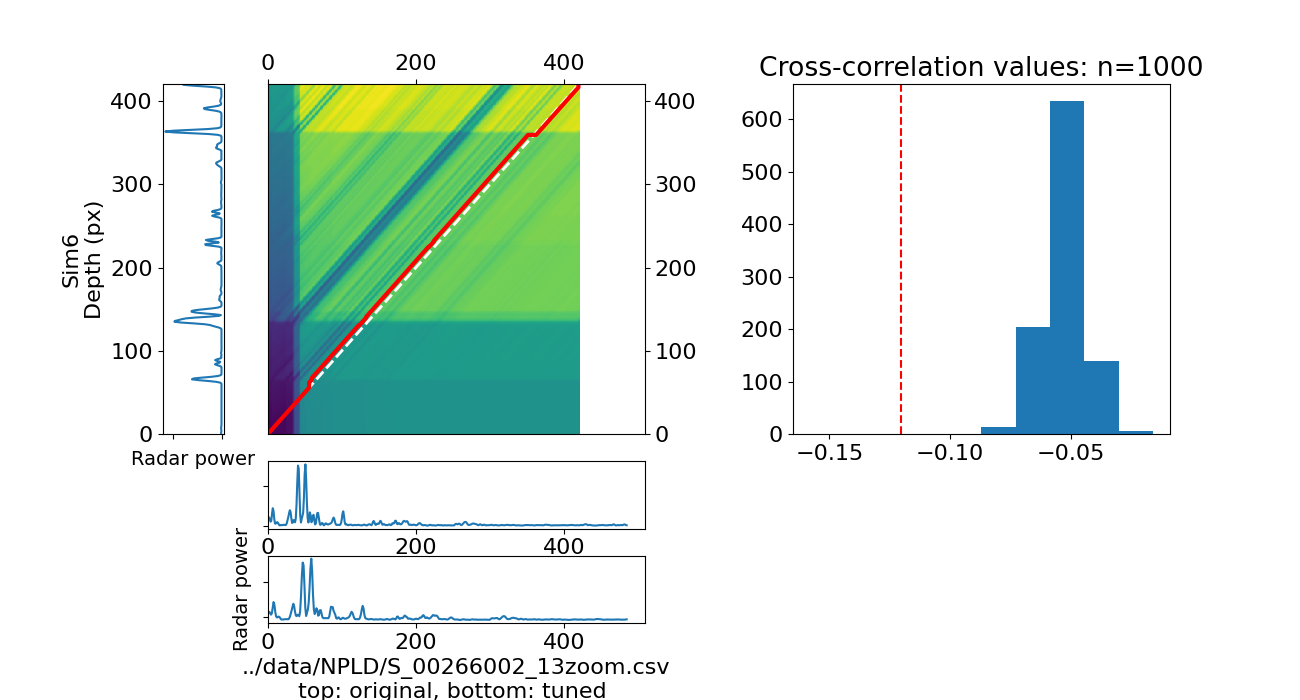 0 200 400
Cross-correlation values: n=1000
400
300
200
100
0
Sim6
Depth (px)
Radar power
400
300
200
100
0
600
500
400
300
200
100
0
−0.15 −0.10 −0.05
0 200 400
Radar power
0 200 400
../data/NPLD/S_00266002_13zoom.csv
top: original, bottom: tuned